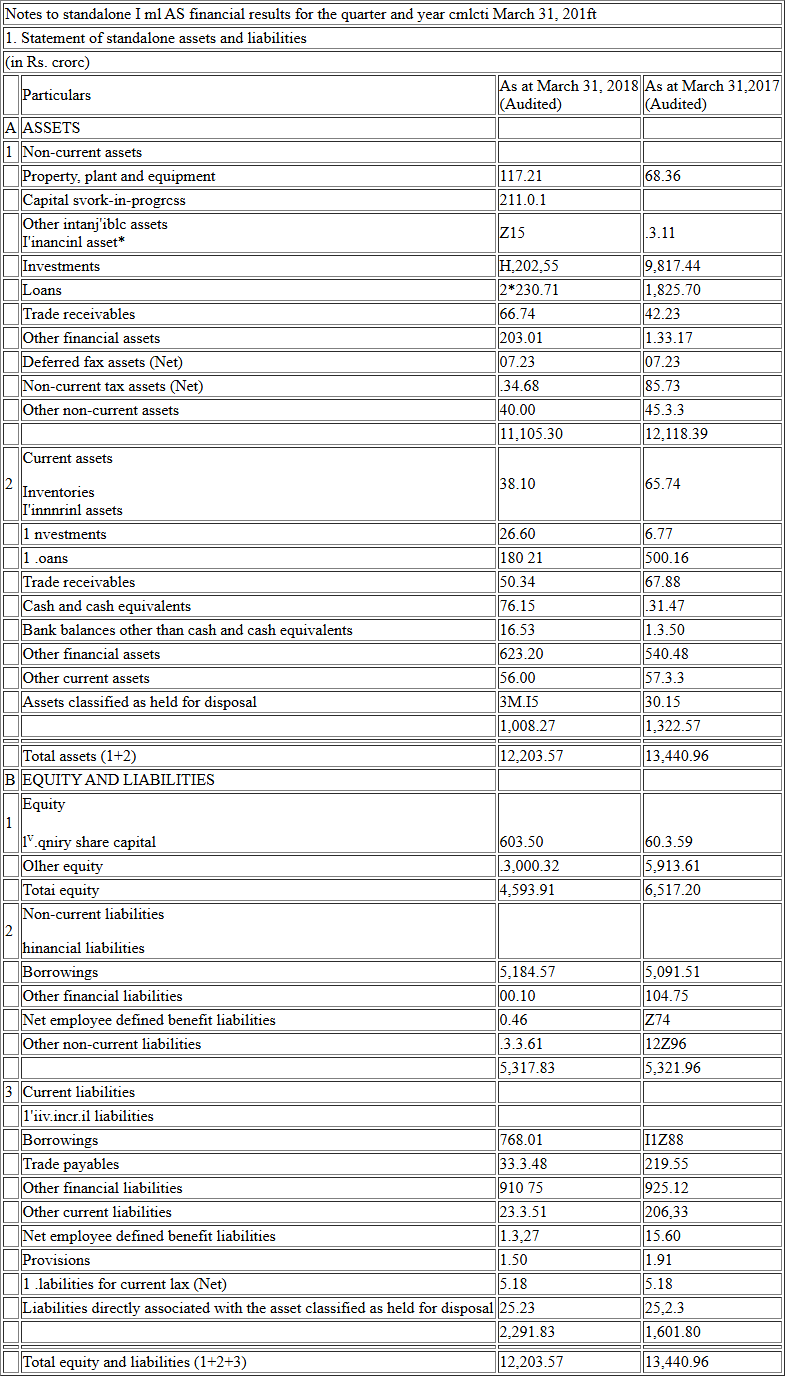 Notes to standalone I ml AS financial results for the quarter and year cmlcti March 31, 201ft
1. Statement of standalone assets and liabilities
(in Rs. crorc)
Particulars As at March 31, 2018 (Audited) As at March 31,2017 (Audited)
A ASSETS
1 Non-current assets
Property, plant and equipment 117.21 68.36
Capital svork-in-progrcss 211.0.1
Other intanj'iblc assets
I'inancinl asset* Z15 .3.11
Investments H,202,55 9,817.44
Loans 2*230.71 1,825.70
Trade receivables 66.74 42.23
Other financial assets 203.01 1.33.17
Deferred fax assets (Net) 07.23 07.23
Non-current tax assets (Net) .34.68 85.73
Other non-current assets 40.00 45.3.3
11,105.30 12,118.39
2 Current assets
Inventories 38.10 65.74
I'innnrinl assets
1 nvestments 26.60 6.77
1 .oans 180 21 500.16
Trade receivables 50.34 67.88
Cash and cash equivalents 76.15 .31.47
Bank balances other than cash and cash equivalents 16.53 1.3.50
Other financial assets 623.20 540.48
Other current assets 56.00 57.3.3
Assets classified as held for disposal 3M.I5 30.15
1,008.27 1,322.57
Total assets (1+2) 12,203.57 13,440.96
B EQUITY AND LIABILITIES
1 Equity
lv.qniry share capital 603.50 60.3.59
Olher equity .3,000.32 5,913.61
Totai equity 4,593.91 6,517.20
2 Non-current liabilities
hinancial liabilities
Borrowings 5,184.57 5,091.51
Other financial liabilities 00.10 104.75
Net employee defined benefit liabilities 0.46 Z74
Other non-current liabilities .3.3.61 12Z96
5,317.83 5,321.96
3 Current liabilities
1'iiv.incr.il liabilities
Borrowings 768.01 I1Z88
Trade payables 33.3.48 219.55
Other financial liabilities 910 75 925.12
Other current liabilities 23.3.51 206,33
Net employee defined benefit liabilities 1.3,27 15.60
Provisions 1.50 1.91
1 .labilities for current lax (Net) 5.18 5.18
Liabilities directly associated with the asset classified as held for disposal 25.23 25,2.3
2,291.83 1,601.80
Total equity and liabilities (1+2+3) 12,203.57 13,440.96